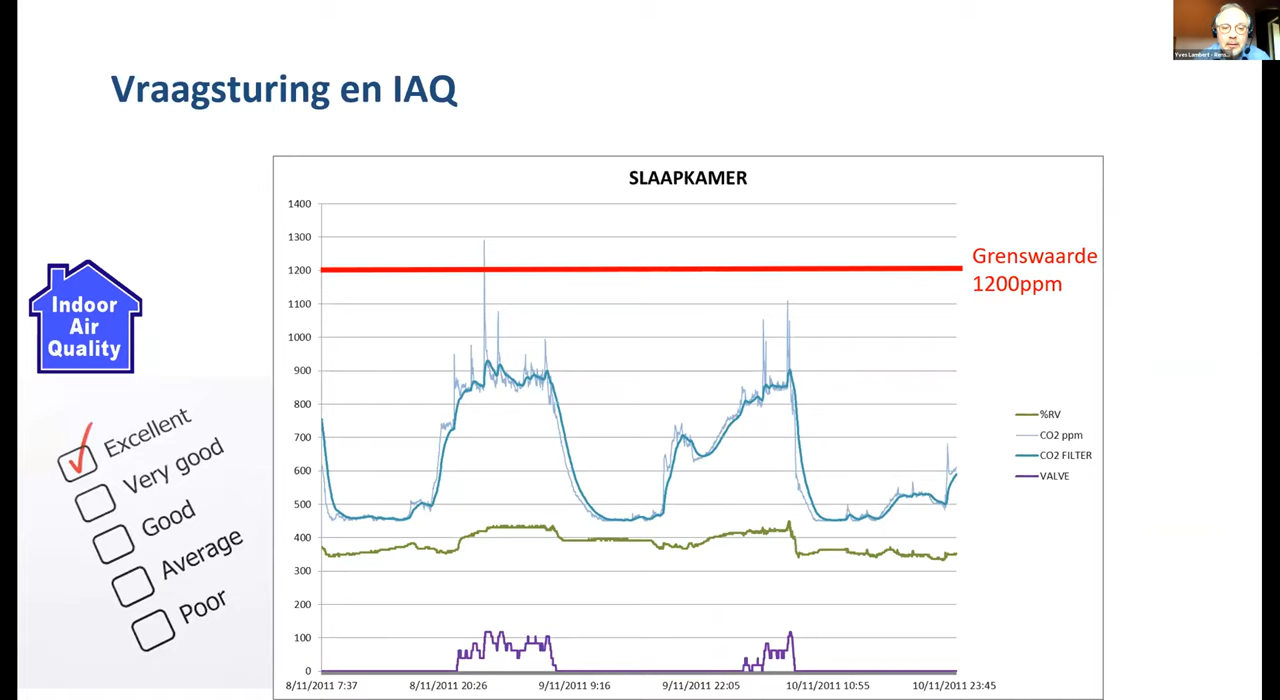 Yves Lambert - Rens...
Vraagsturing en IAQ
SLAAPKAMER
1400
1300
1200
1100
1000
900
800
700
600
500
400
300
200
100
0
8/11/2011 7:37
8/11/2011 20:26
9/11/2011 9:16
9/11/2011 22:05
10/11/2011 10:55
10/11/2011 23:45
Grenswaarde
1200ppm
%RV
CO2 ppm
CO2 FILTER
VALVE
Indoor
Air
Quality
Excellent
Very good
Good
Average
Poor